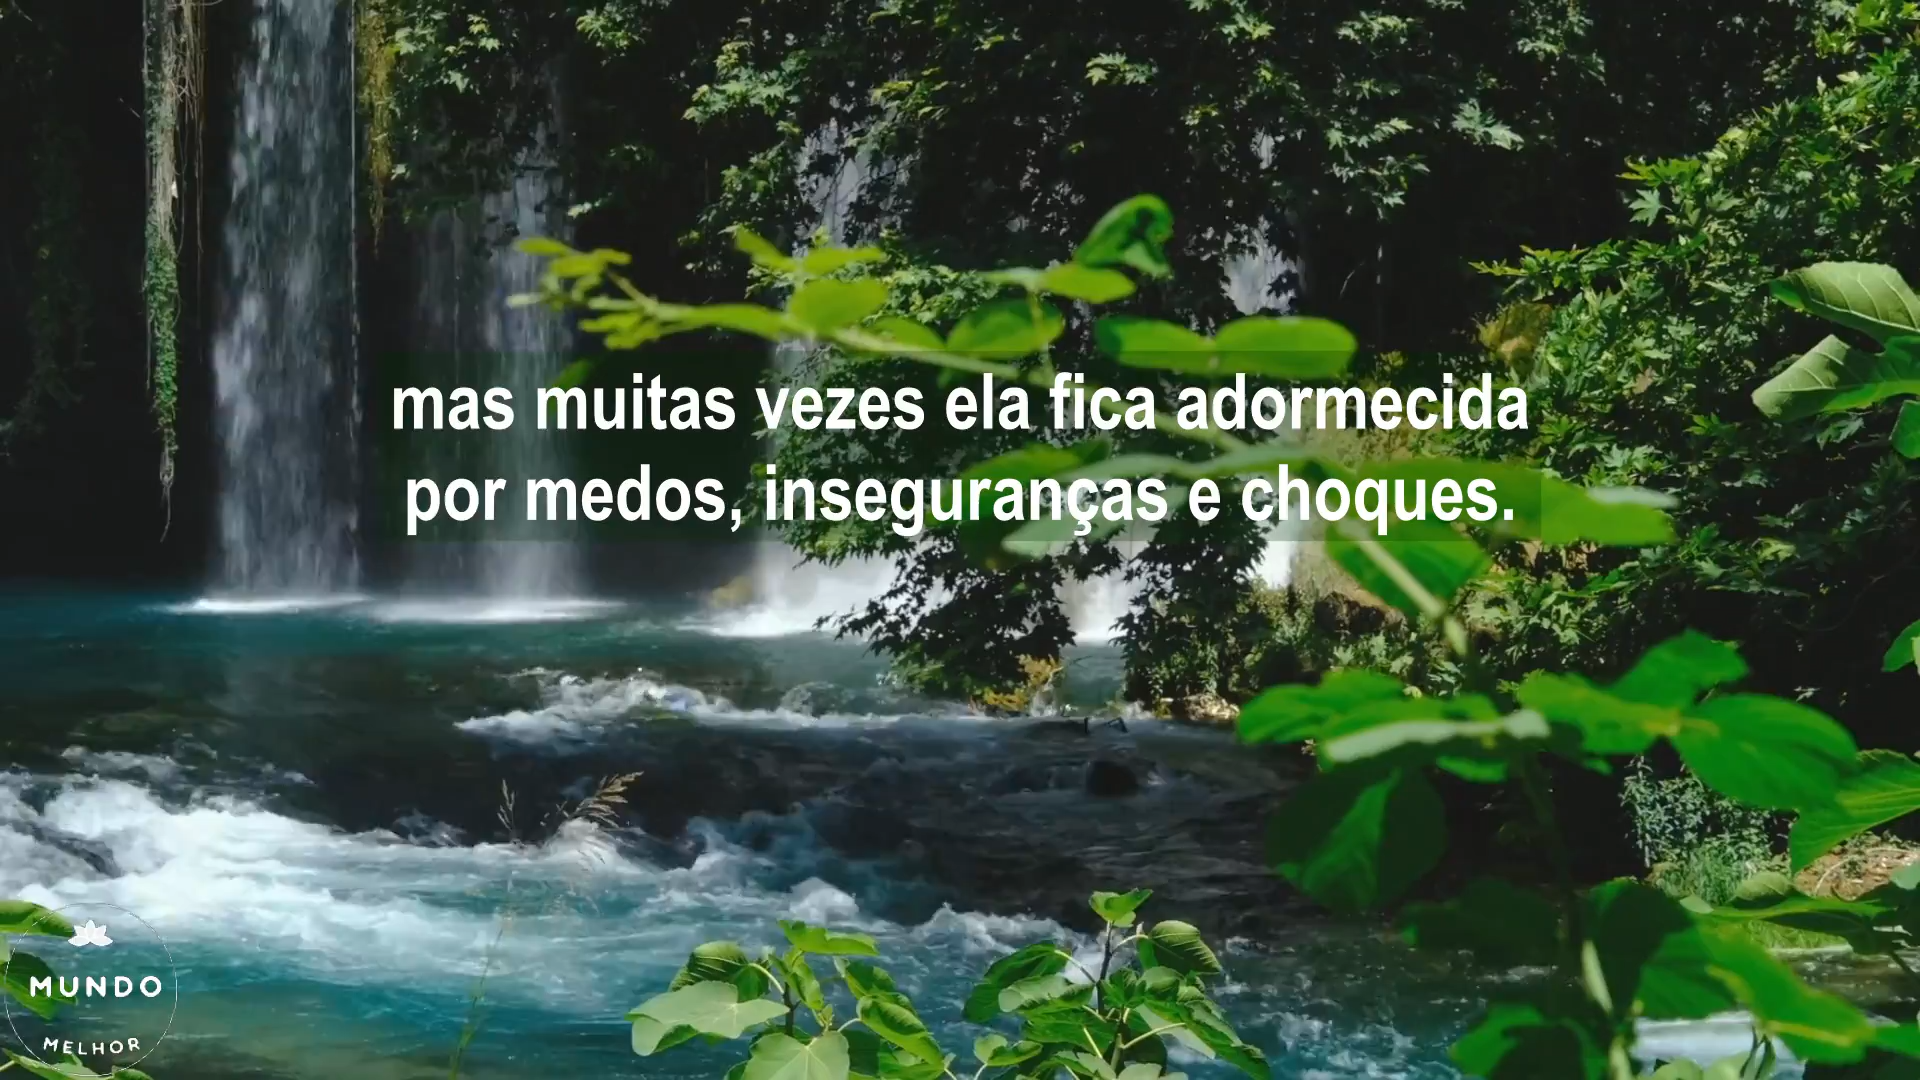 mas muitas vezes ela fica adormecida
por medos, inseguranças e choques.
MUNDO
MELHOR